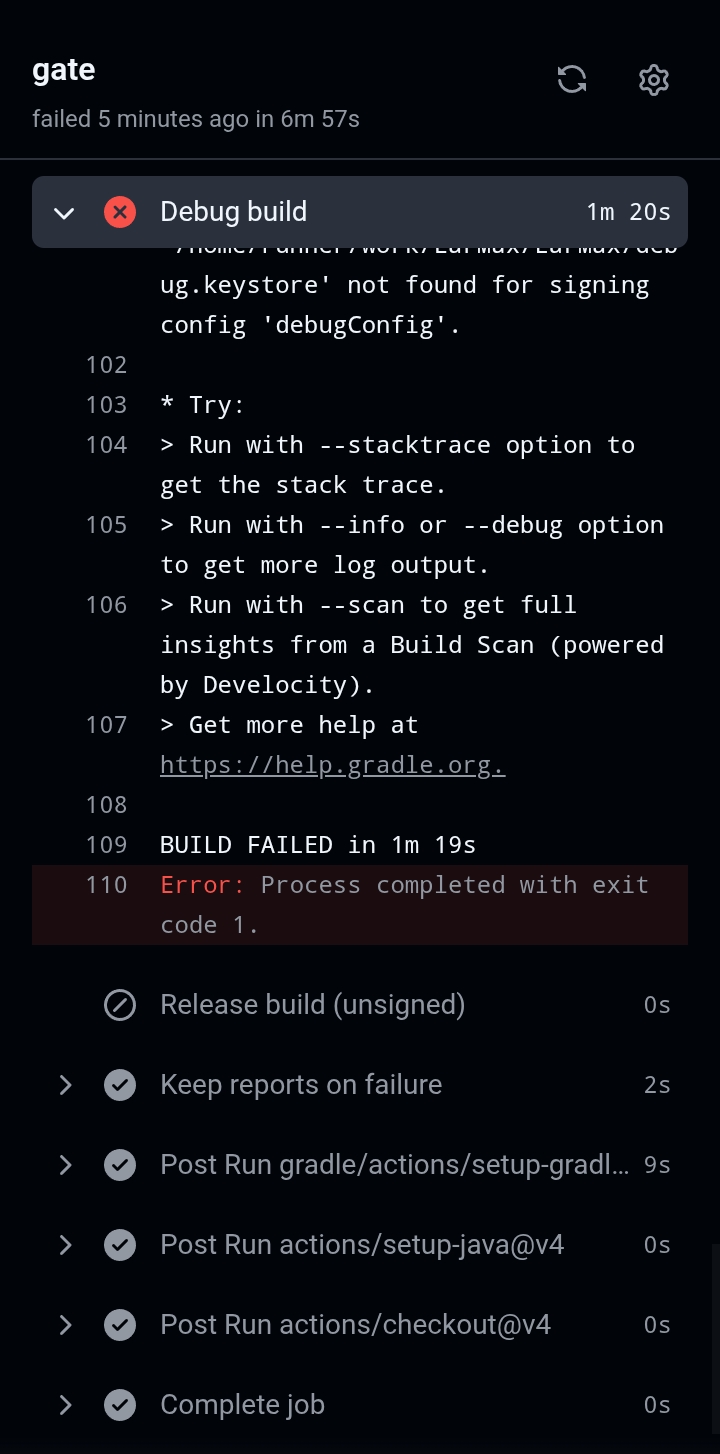 gate
failed 5 minutes ago in 6m 57s
Debug build 1m 20s
ug.keystore' not found for signing
config 'debugConfig'.
102
103 * Try:
104 > Run with --stacktrace option to
get the stack trace.
105 > Run with --info or --debug option
to get more log output.
106 > Run with --scan to get full
insights from a Build Scan (powered
by Develocity).
107 > Get more help at
https://help.gradle.org.
108
109 BUILD FAILED in 1m 19s
110 Error: Process completed with exit
code 1.
Release build (unsigned) 0s
Keep reports on failure 2s
Post Run gradle/actions/setup-gradl... 9s
Post Run actions/setup-java@v4 0s
Post Run actions/checkout@v4 0s
Complete job 0s